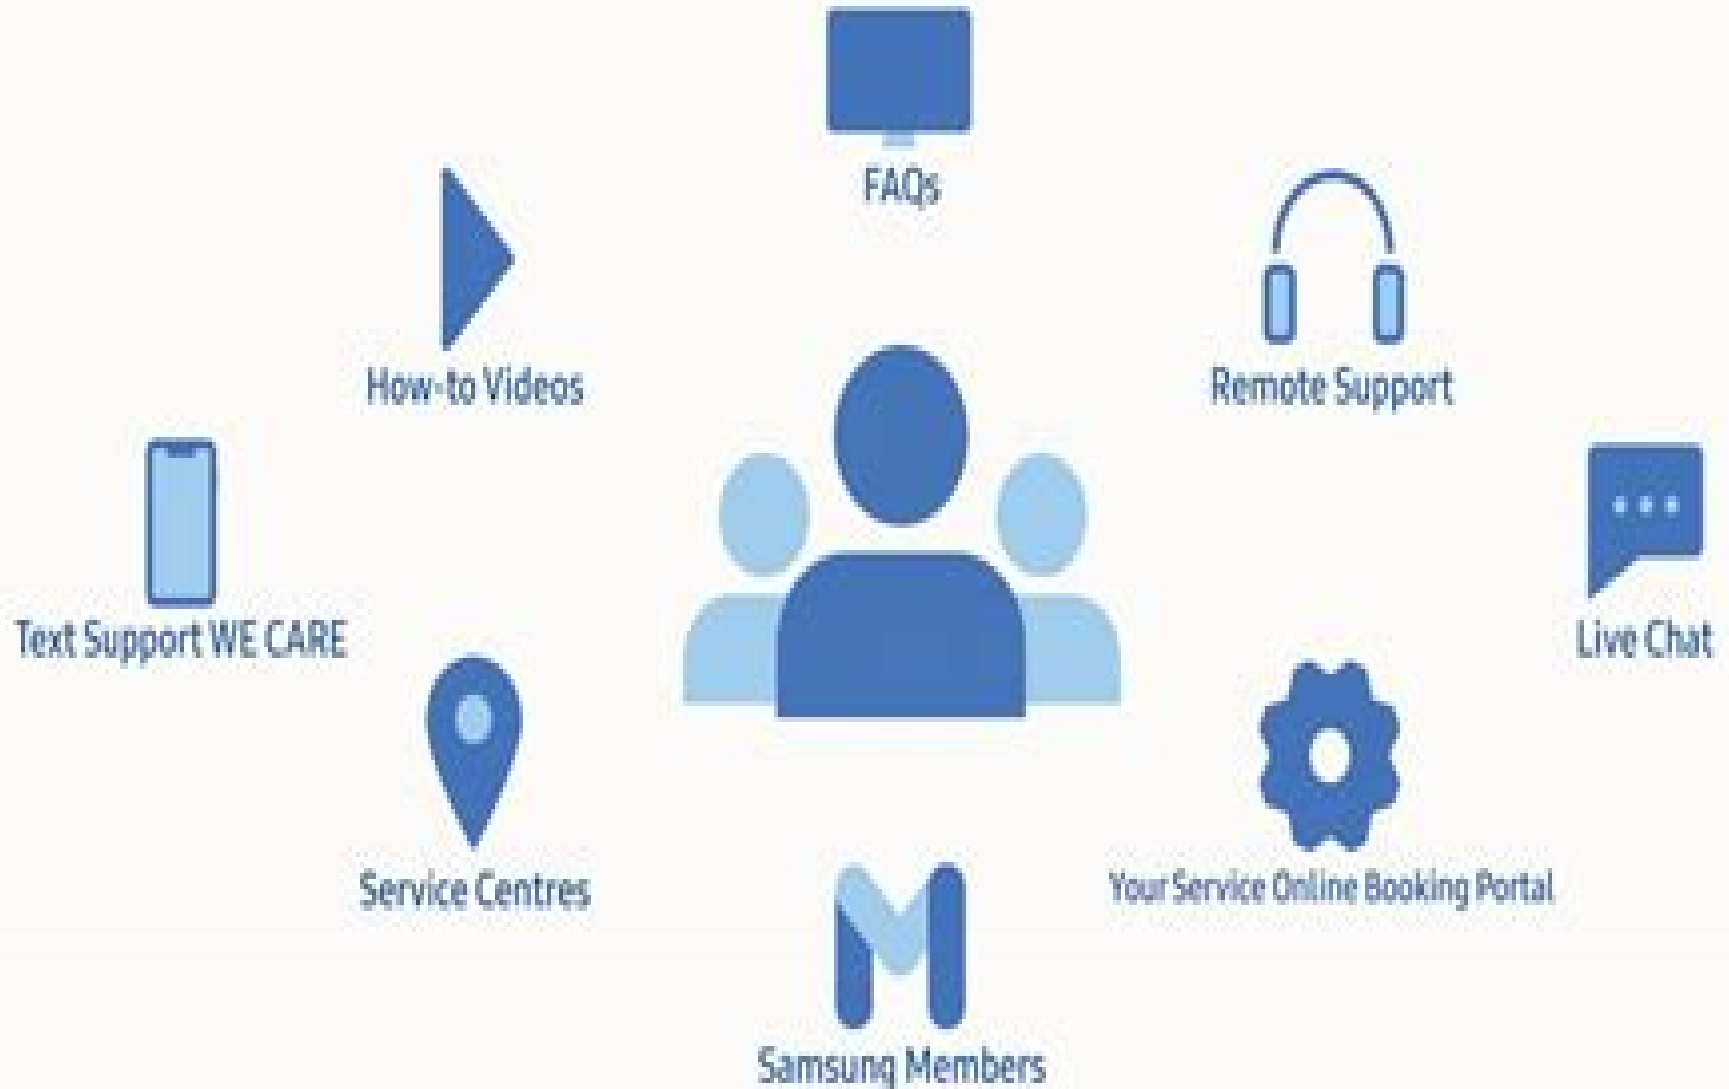 FAQs
How-to Videos
Remote Support
Text Support WE CARE
Live Chat
Service Centres
Your Service Online Booking Portal
Samsung Members